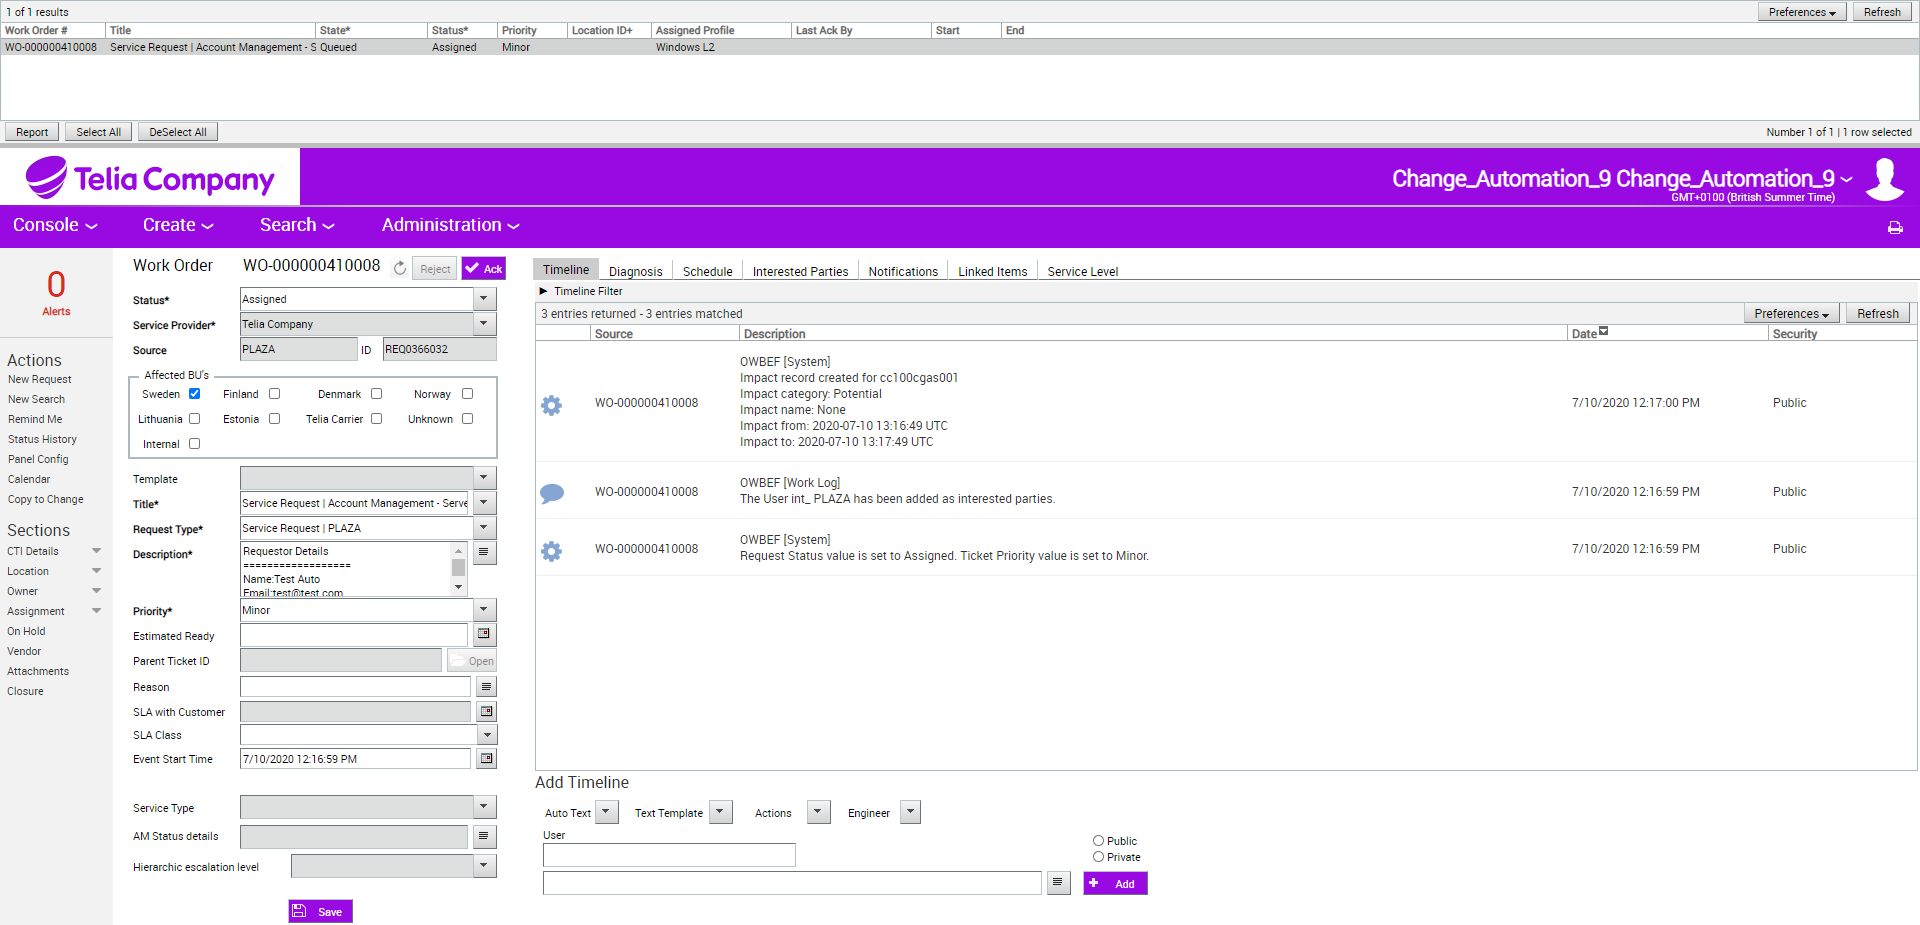 1 of 1 results
Preferences
Refresh
Work Order # Title State* Status* Priority Location ID+ Assigned Profile Last Ack By Start End
WO-000000410008 Service Request | Account Management - S Queued Assigned Minor Windows L2
Report Select All DeSelect All
Number 1 of 1 | 1 row selected
Telia Company
Change_Automation_9 Change_Automation_9
GMT+0100 (British Summer Time)
Console Create Search Administration
0
Alerts
Actions
New Request
New Search
Remind Me
Status History
Panel Config
Calendar
Copy to Change
Sections
CTI Details
Location
Owner
Assignment
On Hold
Vendor
Attachments
Closure
Work Order WO-000000410008 Reject Ack
Status* Assigned
Service Provider* Telia Company
Source PLAZA ID REQ0366032
Affected BU's
Sweden Finland Denmark Norway
Lithuania Estonia Telia Carrier Unknown
Internal
Template
Title* Service Request | Account Management - Serve
Request Type* Service Request | PLAZA
Description* Requestor Details
==================
Name:Test Auto
Email:test@test.com
Priority* Minor
Estimated Ready
Parent Ticket ID Open
Reason
SLA with Customer
SLA Class
Event Start Time 7/10/2020 12:16:59 PM
Service Type
AM Status details
Hierarchic escalation level
Save
Timeline Diagnosis Schedule Interested Parties Notifications Linked Items Service Level
Timeline Filter
3 entries returned - 3 entries matched
Preferences Refresh
Source Description Date Security
OWBEF [System]
Impact record created for cc100cgas001
Impact category: Potential
WO-000000410008 Impact name: None 7/10/2020 12:17:00 PM Public
Impact from: 2020-07-10 13:16:49 UTC
Impact to: 2020-07-10 13:17:49 UTC
OWBEF [Work Log]
WO-000000410008 The User int_ PLAZA has been added as interested parties. 7/10/2020 12:16:59 PM Public
OWBEF [System]
WO-000000410008 Request Status value is set to Assigned. Ticket Priority value is set to Minor. 7/10/2020 12:16:59 PM Public
Add Timeline
Auto Text Text Template Actions Engineer
User
Public
Private
Add